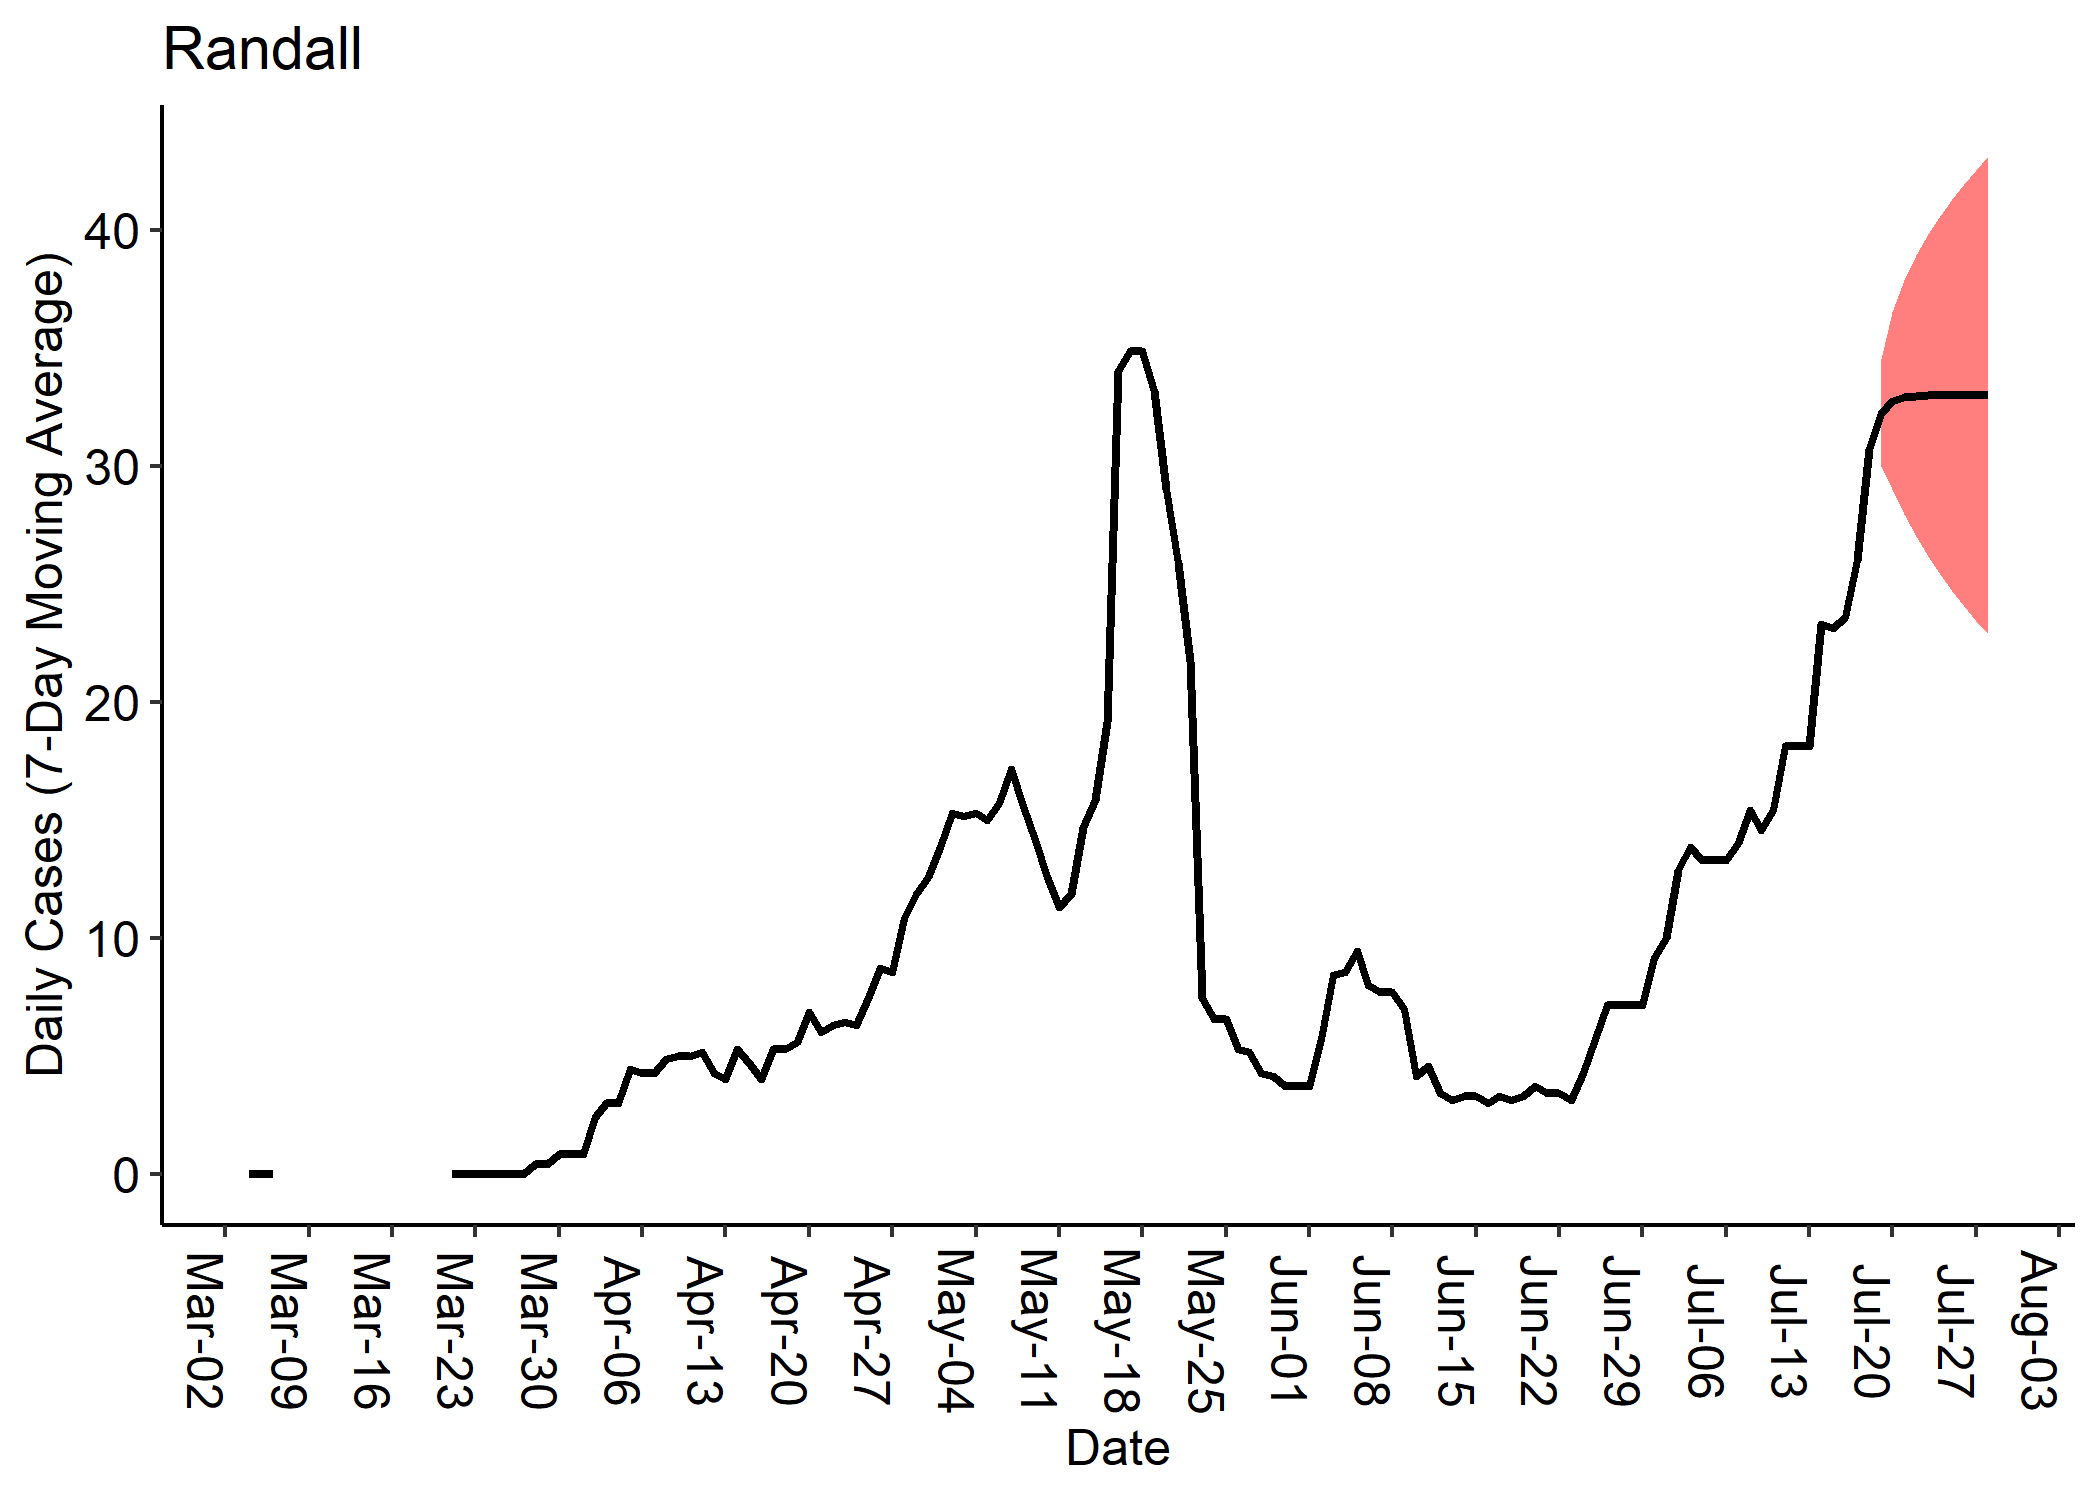 Randall
Daily Cases (7-Day Moving Average)
40
30
20
10
0
Mar-02
Mar-09
Mar-16
Mar-23
Mar-30
Apr-06
Apr-13
Apr-20
Apr-27
May-04
May-11
May-18
May-25
Jun-01
Jun-08
Jun-15
Jun-22
Jun-29
Jul-06
Jul-13
Jul-20
Jul-27
Aug-03
Date